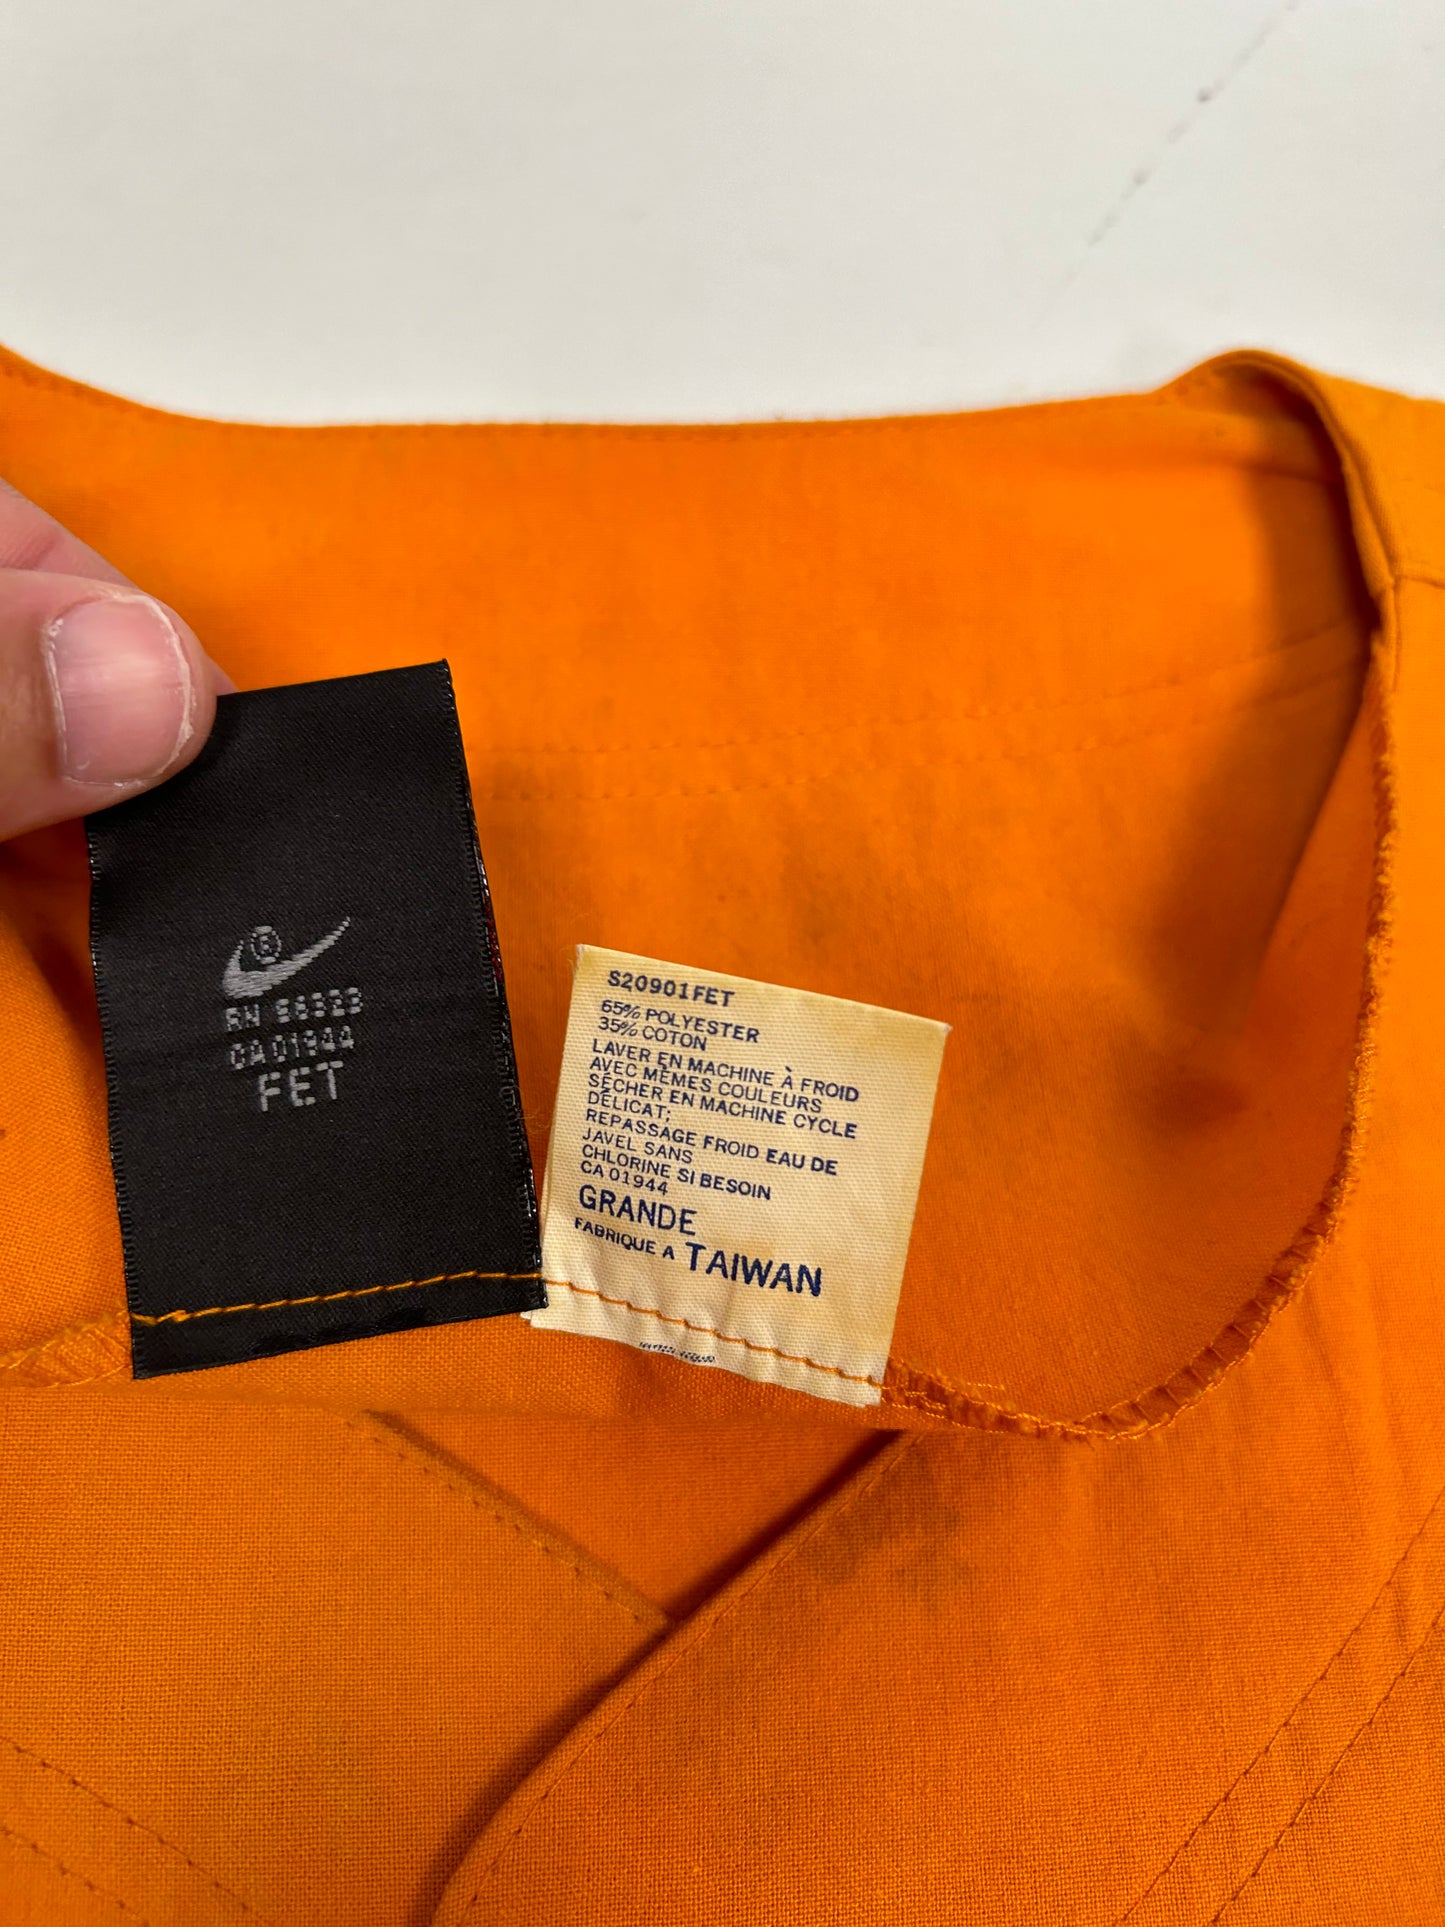 ®
RN 56323
CA 01944
FET
S20901FET
65% POLYESTER
35% COTON
LAVER EN MACHINE À FROID
AVEC MÊMES COULEURS
SÉCHER EN MACHINE CYCLE
DÉLICAT;
REPASSAGE FROID EAU DE
JAVEL SANS
CHLORINE SI BESOIN
CA 01944
GRANDE
FABRIQUE A TAIWAN